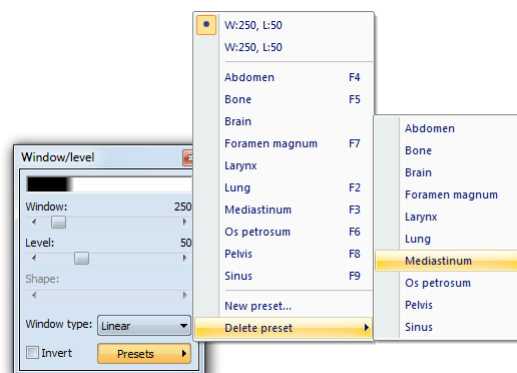 W:250, L:50
W:250, L:50
Abdomen F4
Bone F5
Brain
Foramen magnum F7
Larynx
Lung F2
Mediastinum F3
Os petrosum F6
Pelvis F8
Sinus F9
New preset...
Delete preset
Abdomen
Bone
Brain
Foramen magnum
Larynx
Lung
Mediastinum
Os petrosum
Pelvis
Sinus
Window/level
Window: 250
Level: 50
Shape:
Window type: Linear
Invert Presets